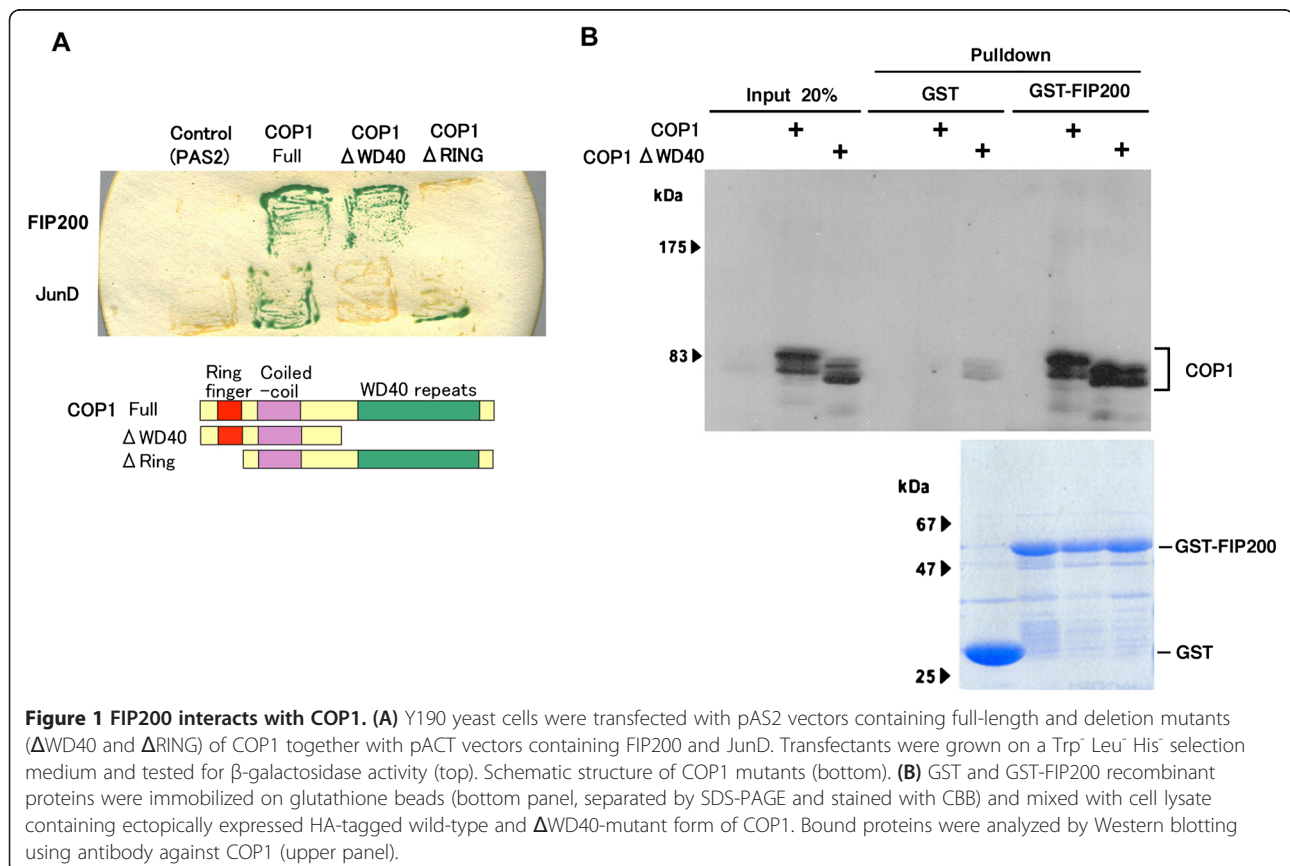 A
Control (PAS2)
COP1 Full
COP1 ΔWD40
COP1 ΔRING
FIP200
JunD
Ring finger
Coiled -coil
WD40 repeats
COP1 Full
ΔWD40
ΔRing
B
Pulldown
Input 20%
GST
GST-FIP200
COP1 + + +
COP1 ΔWD40 + + +
kDa
175
83
COP1
kDa
67
47
25
GST-FIP200
GST
Figure 1 FIP200 interacts with COP1. (A) Y190 yeast cells were transfected with pAS2 vectors containing full-length and deletion mutants
(ΔWD40 and ΔRING) of COP1 together with pACT vectors containing FIP200 and JunD. Transfectants were grown on a Trp⁻ Leu⁻ His⁻ selection
medium and tested for β-galactosidase activity (top). Schematic structure of COP1 mutants (bottom). (B) GST and GST-FIP200 recombinant
proteins were immobilized on glutathione beads (bottom panel, separated by SDS-PAGE and stained with CBB) and mixed with cell lysate
containing ectopically expressed HA-tagged wild-type and ΔWD40-mutant form of COP1. Bound proteins were analyzed by Western blotting
using antibody against COP1 (upper panel).